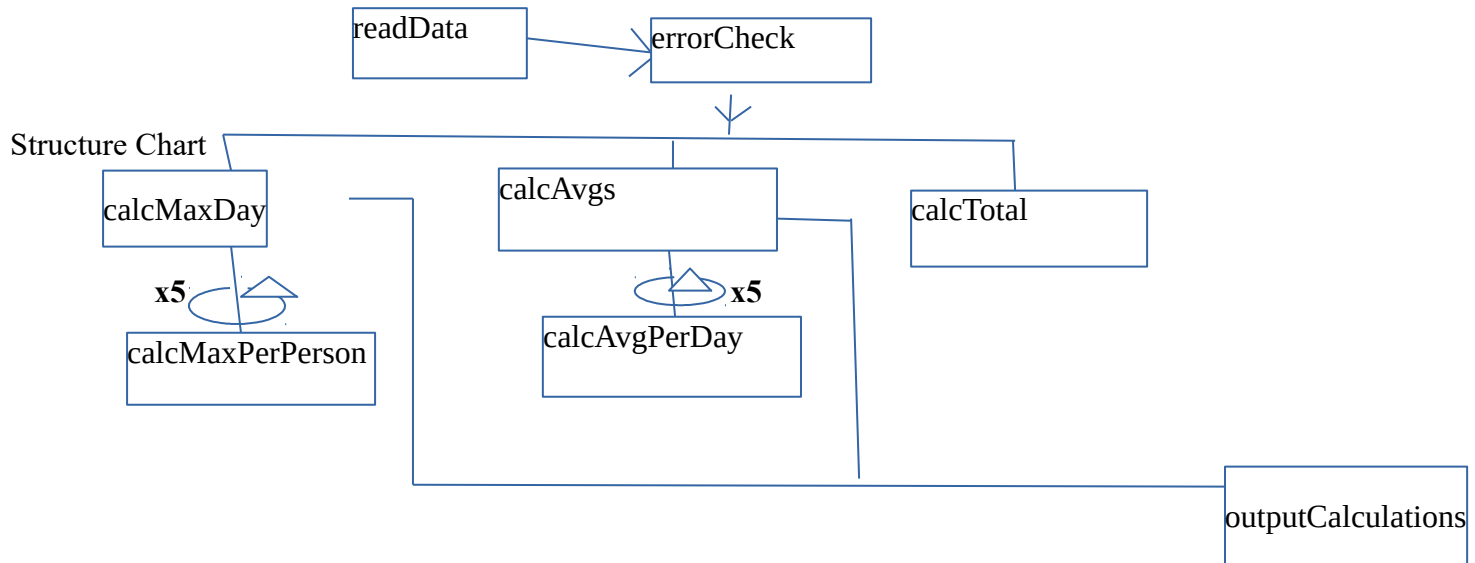 readData
errorCheck
Structure Chart
calcMaxDay
calcAvgs
calcTotal
x5
x5
calcMaxPerPerson
calcAvgPerDay
outputCalculations